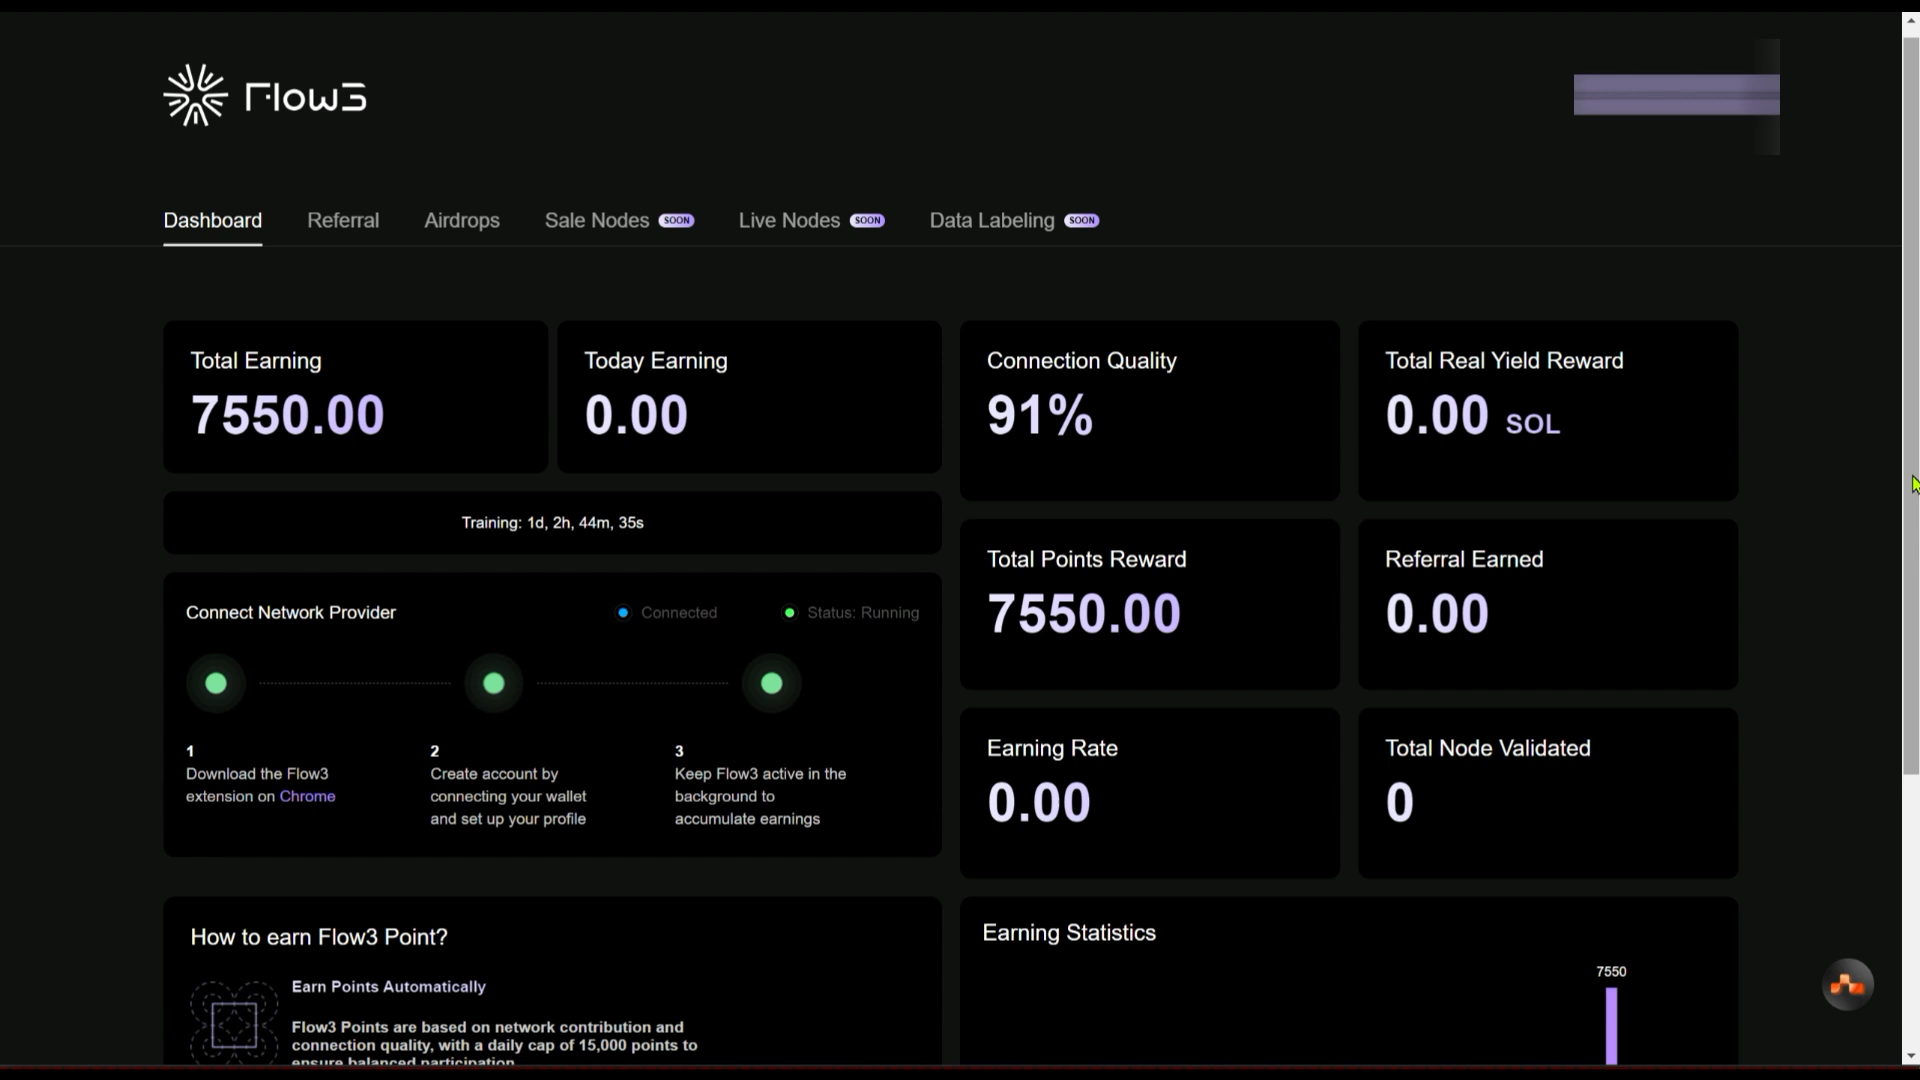 Flow3
Dashboard
Referral
Airdrops
Sale Nodes SOON
Live Nodes SOON
Data Labeling SOON
Total Earning
7550.00
Today Earning
0.00
Connection Quality
91%
Total Real Yield Reward
0.00 SOL
Training: 1d, 2h, 44m, 35s
Total Points Reward
7550.00
Referral Earned
0.00
Connect Network Provider
Connected
Status: Running
1
Download the Flow3
extension on Chrome
2
Create account by
connecting your wallet
and set up your profile
3
Keep Flow3 active in the
background to
accumulate earnings
Earning Rate
0.00
Total Node Validated
0
How to earn Flow3 Point?
Earn Points Automatically
Flow3 Points are based on network contribution and
connection quality, with a daily cap of 15,000 points to
ensure balanced participation
Earning Statistics
7550